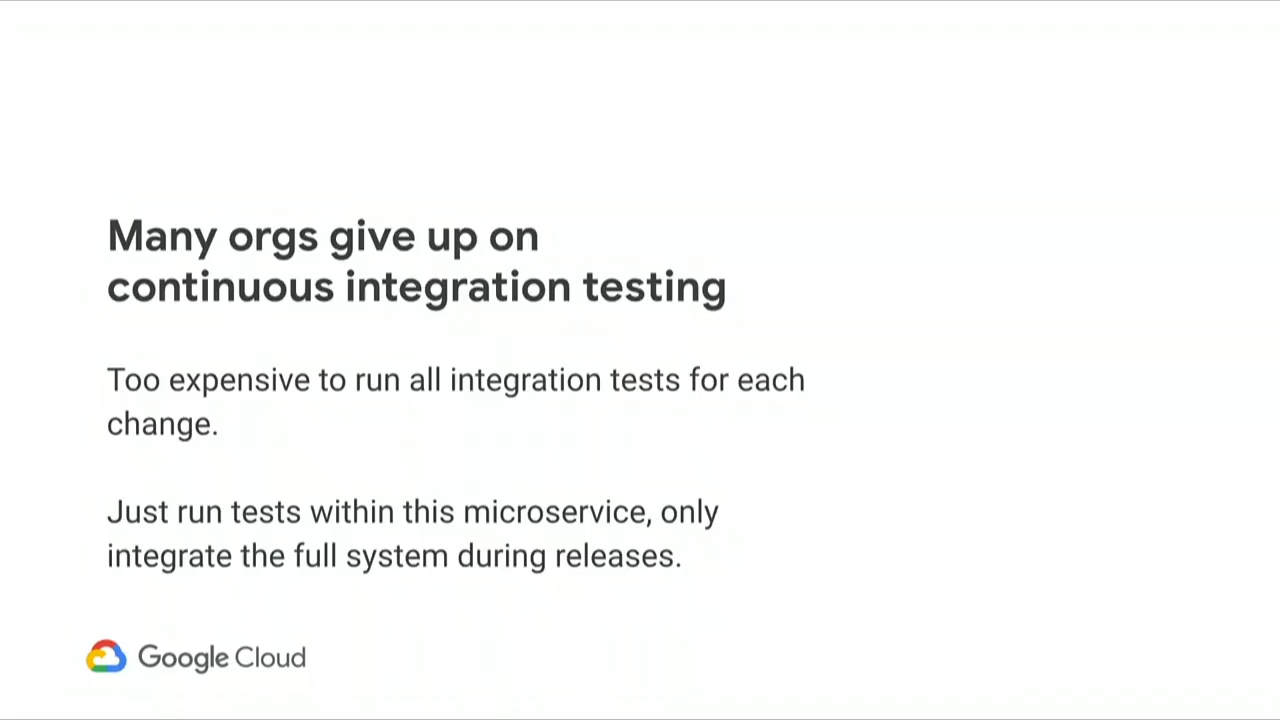 Many orgs give up on
continuous integration testing
Too expensive to run all integration tests for each
change.
Just run tests within this microservice, only
integrate the full system during releases.
Google Cloud